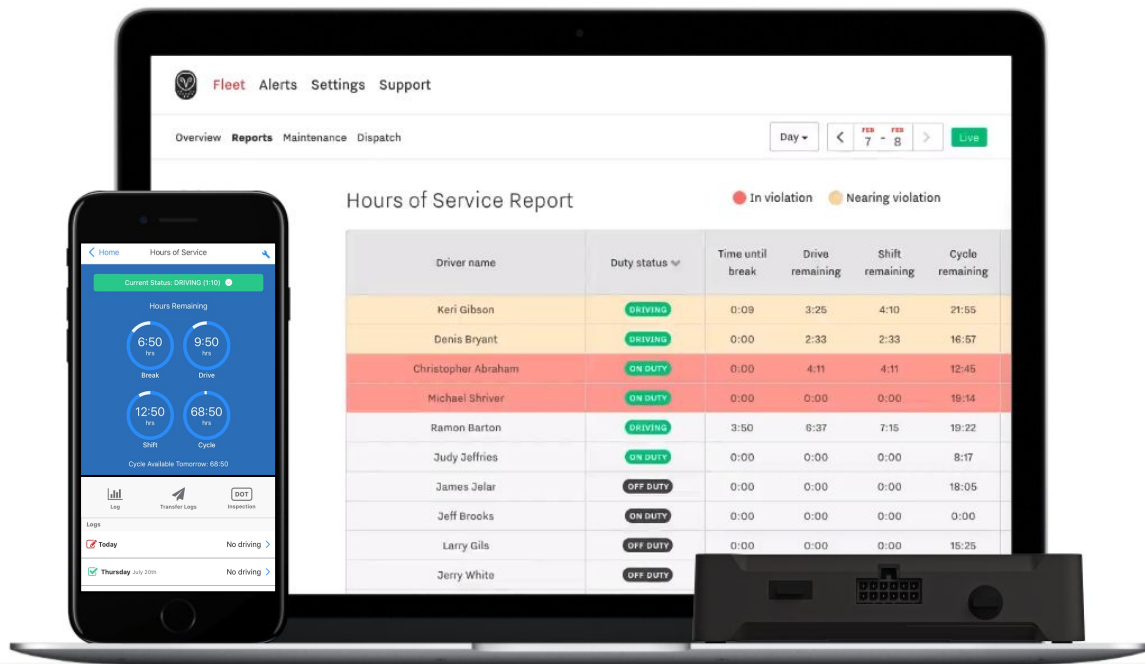 Fleet Alerts Settings Support
Overview Reports Maintenance Dispatch
Day FEB 7 - FEB 8 Live
Hours of Service Report
In violation Nearing violation
Driver name Duty status Time until break Drive remaining Shift remaining Cycle remaining
Keri Gibson DRIVING 0:09 3:25 4:10 21:55
Denis Bryant DRIVING 0:00 2:33 2:33 16:57
Christopher Abraham ON DUTY 0:00 4:11 4:11 12:45
Michael Shriver ON DUTY 0:00 0:00 0:00 19:14
Ramon Barton DRIVING 3:50 6:37 7:15 19:22
Judy Jeffries ON DUTY 0:00 0:00 0:00 8:17
James Jelar OFF DUTY 0:00 0:00 0:00 18:05
Jeff Brooks ON DUTY 0:00 0:00 0:00 0:00
Larry Gils OFF DUTY 0:00 0:00 0:00 15:25
Jerry White OFF DUTY
Home Hours of Service
Current Status: DRIVING (1:10)
Hours Remaining
6:50 hrs Break
9:50 hrs Drive
12:50 hrs Shift
68:50 hrs Cycle
Cycle Available Tomorrow: 68:50
Log Transfer Logs DOT Inspection
Logs
Today No driving
Thursday July 20th No driving